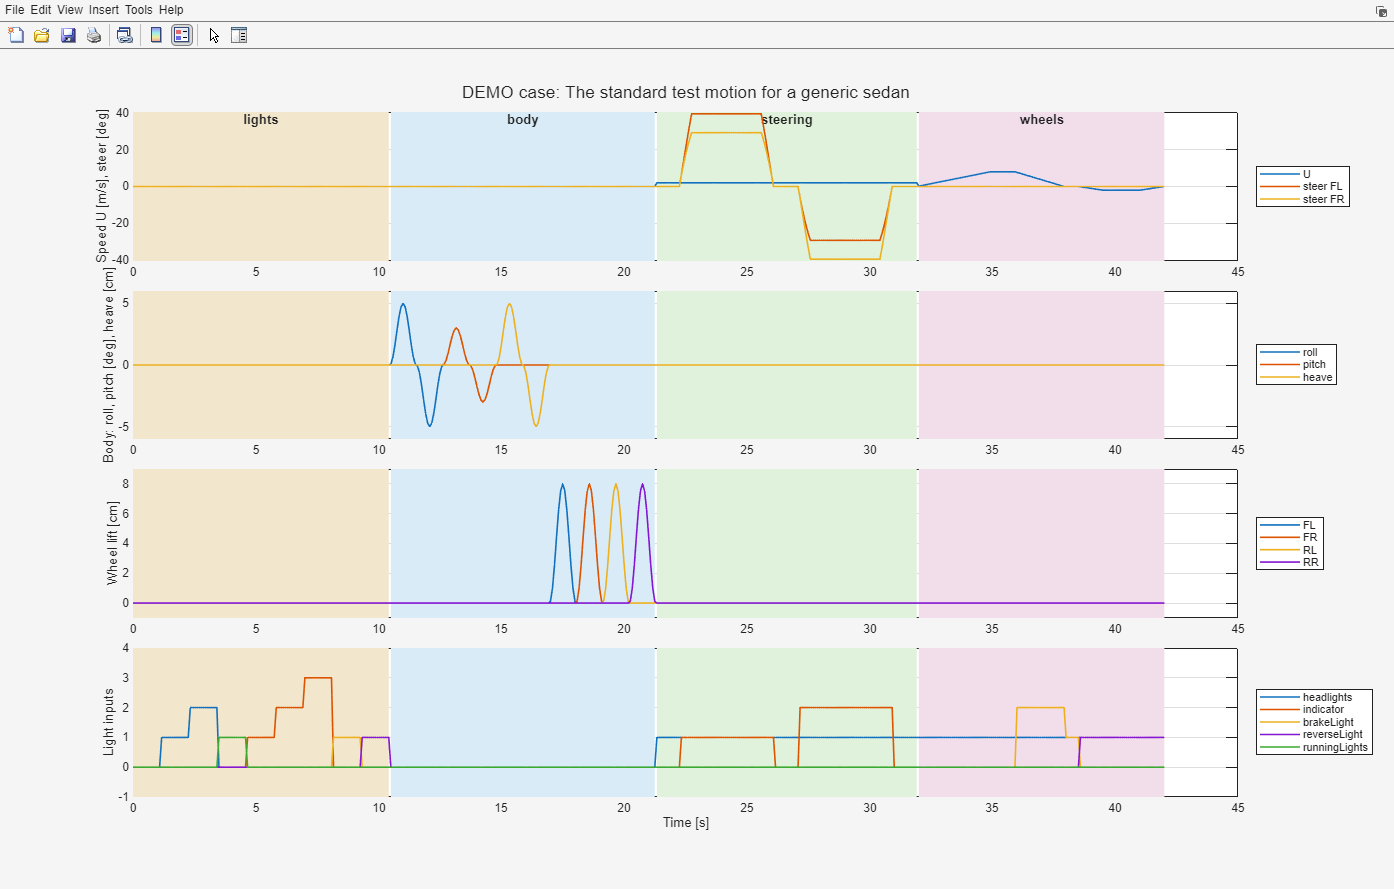 File Edit View Insert Tools Help
DEMO case: The standard test motion for a generic sedan
Speed U [m/s], steer [deg]
40
20
0
-20
-40
lights
body
steering
wheels
0 5 10 15 20 25 30 35 40 45
U
steer FL
steer FR
Body: roll, pitch [deg], heave [cm]
5
0
-5
0 5 10 15 20 25 30 35 40 45
roll
pitch
heave
Wheel lift [cm]
8
6
4
2
0
0 5 10 15 20 25 30 35 40 45
FL
FR
RL
RR
Light inputs
4
3
2
1
0
-1
0 5 10 15 20 25 30 35 40 45
Time [s]
headlights
indicator
brakeLight
reverseLight
runningLights